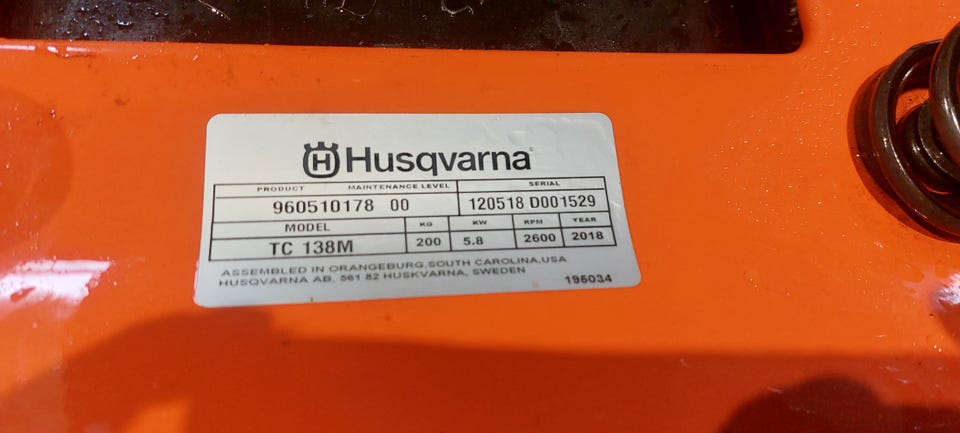 Husqvarna
PRODUCT MAINTENANCE LEVEL SERIAL
960510178 00 120518 D001529
MODEL KG KW RPM YEAR
TC 138M 200 5.8 2600 2018
ASSEMBLED IN ORANGEBURG,SOUTH CAROLINA,USA
HUSQVARNA AB, 561 82 HUSKVARNA, SWEDEN
195034